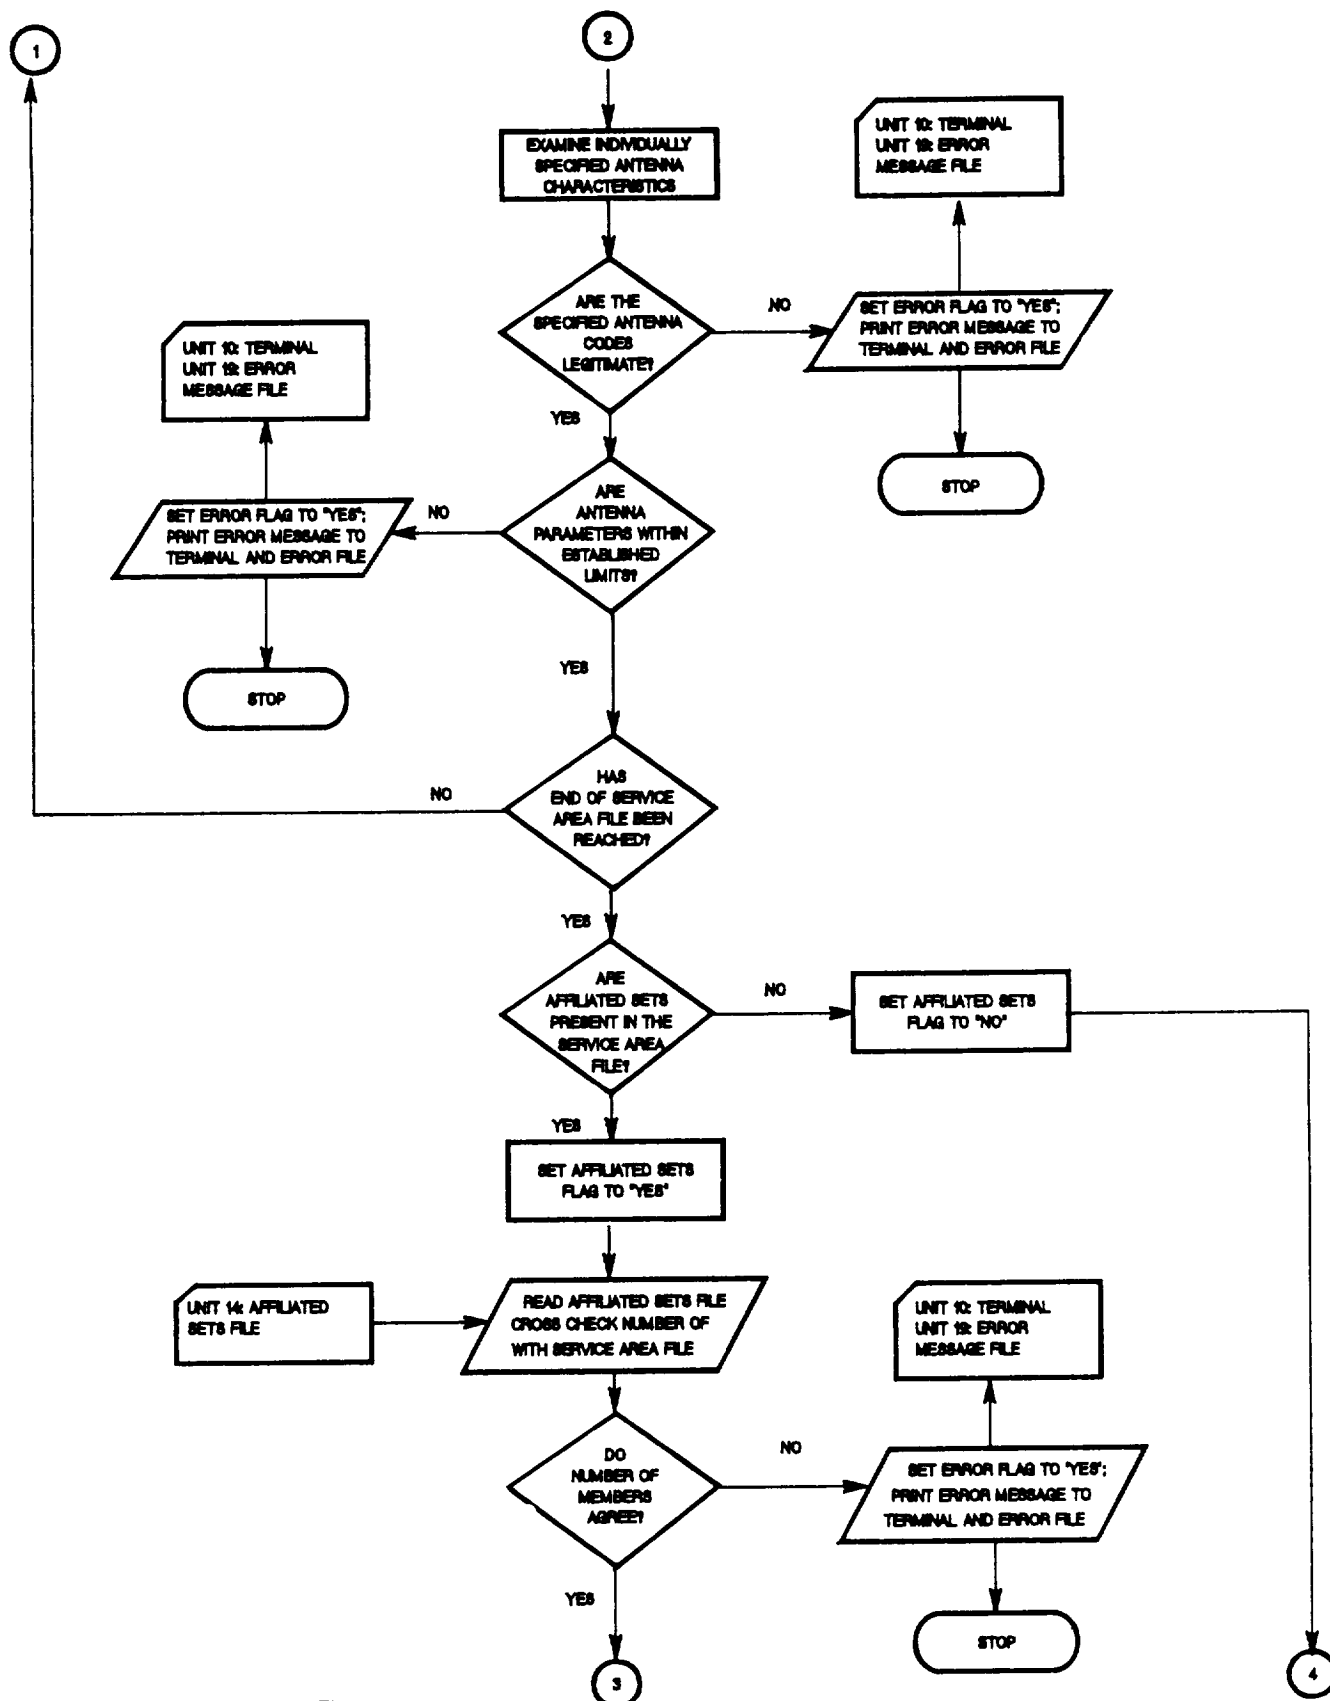 1
2
EXAMINE INDIVIDUALLY
SPECIFIED ANTENNA
CHARACTERISTICS
UNIT 10: TERMINAL
UNIT 19: ERROR
MESSAGE FILE
ARE THE
SPECIFIED ANTENNA
CODES
LEGITIMATE?
NO
SET ERROR FLAG TO "YES";
PRINT ERROR MESSAGE TO
TERMINAL AND ERROR FILE
STOP
YES
UNIT 10: TERMINAL
UNIT 19: ERROR
MESSAGE FILE
ARE
ANTENNA
PARAMETERS WITHIN
ESTABLISHED
LIMITS?
NO
SET ERROR FLAG TO "YES";
PRINT ERROR MESSAGE TO
TERMINAL AND ERROR FILE
STOP
YES
HAS
END OF SERVICE
AREA FILE BEEN
REACHED?
NO
YES
ARE
AFFILIATED SETS
PRESENT IN THE
SERVICE AREA
FILE?
NO
SET AFFILIATED SETS
FLAG TO "NO"
YES
SET AFFILIATED SETS
FLAG TO "YES"
UNIT 14: AFFILIATED
SETS FILE
READ AFFILIATED SETS FILE
CROSS CHECK NUMBER OF
WITH SERVICE AREA FILE
UNIT 10: TERMINAL
UNIT 19: ERROR
MESSAGE FILE
DO
NUMBER OF
MEMBERS
AGREE?
NO
SET ERROR FLAG TO "YES";
PRINT ERROR MESSAGE TO
TERMINAL AND ERROR FILE
STOP
YES
3
4